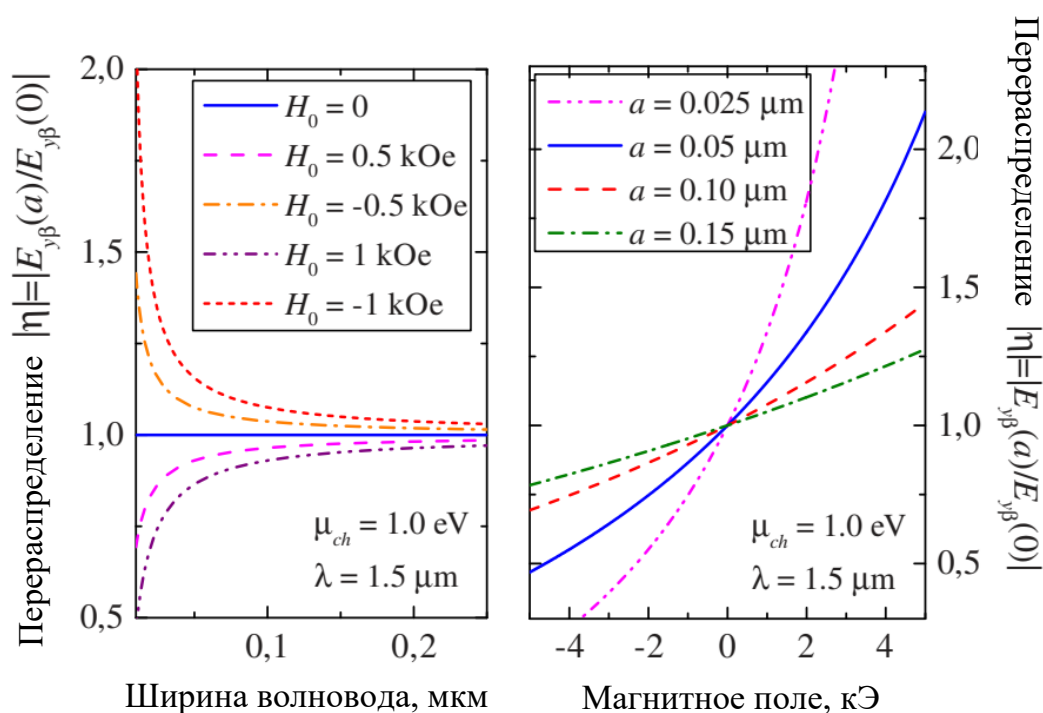 Перераспределение |η|=|E_yβ(a)/E_yβ(0)|
2,0
1,5
1,0
0,5
H_0 = 0
H_0 = 0.5 kOe
H_0 = -0.5 kOe
H_0 = 1 kOe
H_0 = -1 kOe
μ_ch = 1.0 eV
λ = 1.5 μm
0,1 0,2
Ширина волновода, мкм
a = 0.025 μm
a = 0.05 μm
a = 0.10 μm
a = 0.15 μm
μ_ch = 1.0 eV
λ = 1.5 μm
-4 -2 0 2 4
Магнитное поле, кЭ
2,0
1,5
1,0
0,5
Перераспределение |η|=|E_yβ(a)/E_yβ(0)|